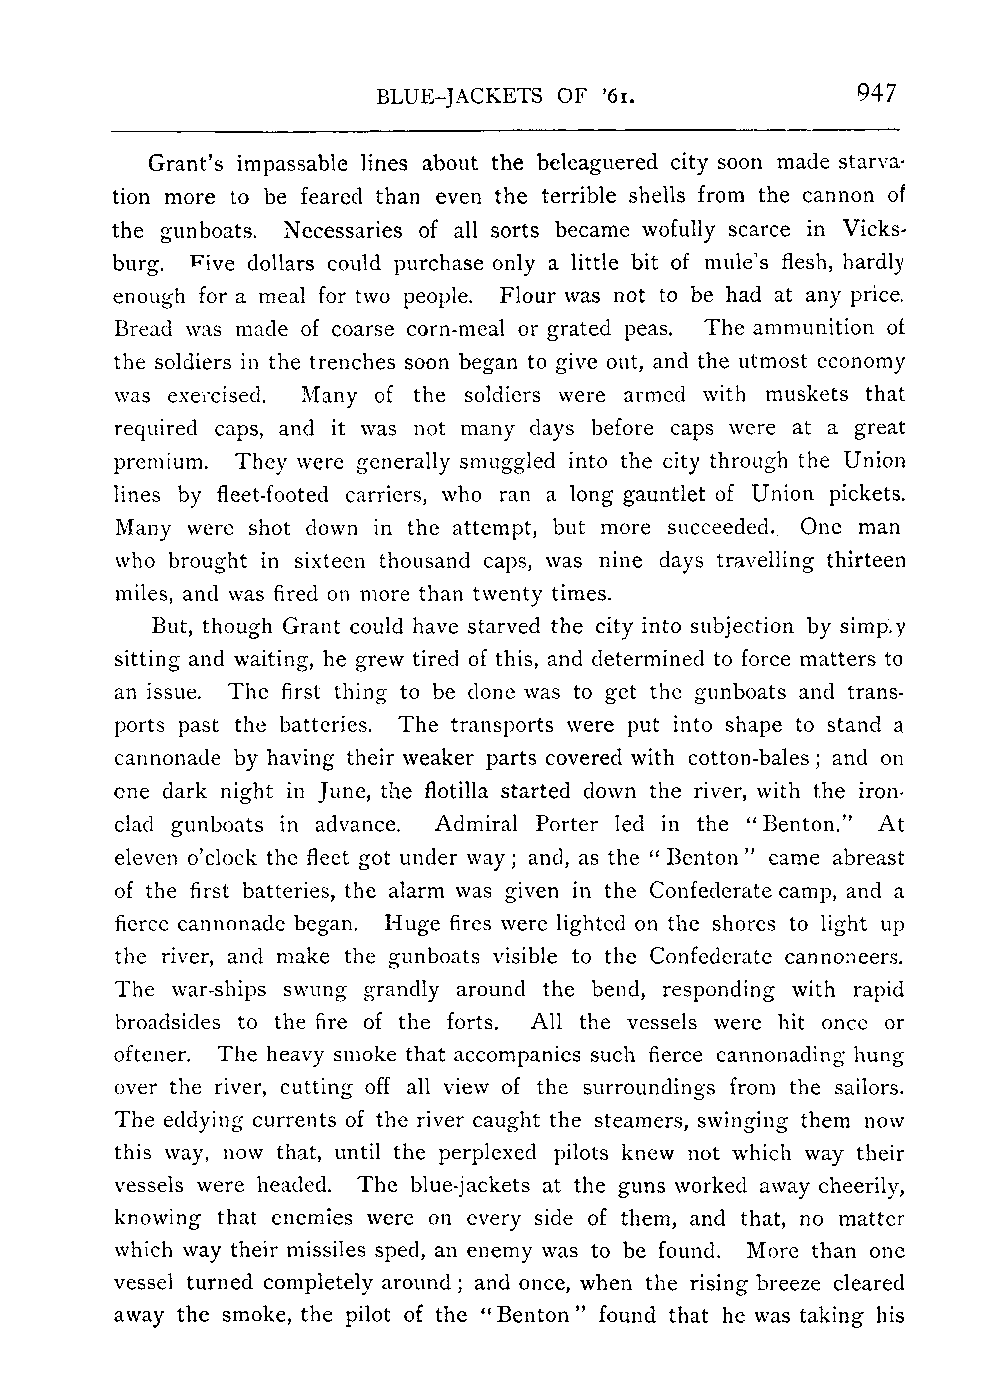 BLUE-JACKETS OF '61. 947
Grant's impassable lines about the beleaguered city soon made starva-
tion more to be feared than even the terrible shells from the cannon of
the gunboats. Necessaries of all sorts became wofully scarce in Vicks-
burg. Five dollars could purchase only a little bit of mule's flesh, hardly
enough for a meal for two people. Flour was not to be had at any price.
Bread was made of coarse corn-meal or grated peas. The ammunition of
the soldiers in the trenches soon began to give out, and the utmost economy
was exercised. Many of the soldiers were armed with muskets that
required caps, and it was not many days before caps were at a great
premium. They were generally smuggled into the city through the Union
lines by fleet-footed carriers, who ran a long gauntlet of Union pickets.
Many were shot down in the attempt, but more succeeded. One man
who brought in sixteen thousand caps, was nine days travelling thirteen
miles, and was fired on more than twenty times.
But, though Grant could have starved the city into subjection by simply
sitting and waiting, he grew tired of this, and determined to force matters to
an issue. The first thing to be done was to get the gunboats and trans-
ports past the batteries. The transports were put into shape to stand a
cannonade by having their weaker parts covered with cotton-bales; and on
one dark night in June, the flotilla started down the river, with the iron-
clad gunboats in advance. Admiral Porter led in the "Benton." At
eleven o'clock the fleet got under way; and, as the "Benton" came abreast
of the first batteries, the alarm was given in the Confederate camp, and a
fierce cannonade began. Huge fires were lighted on the shores to light up
the river, and make the gunboats visible to the Confederate cannoneers.
The war-ships swung grandly around the bend, responding with rapid
broadsides to the fire of the forts. All the vessels were hit once or
oftener. The heavy smoke that accompanies such fierce cannonading hung
over the river, cutting off all view of the surroundings from the sailors.
The eddying currents of the river caught the steamers, swinging them now
this way, now that, until the perplexed pilots knew not which way their
vessels were headed. The blue-jackets at the guns worked away cheerily,
knowing that enemies were on every side of them, and that, no matter
which way their missiles sped, an enemy was to be found. More than one
vessel turned completely around; and once, when the rising breeze cleared
away the smoke, the pilot of the "Benton" found that he was taking his